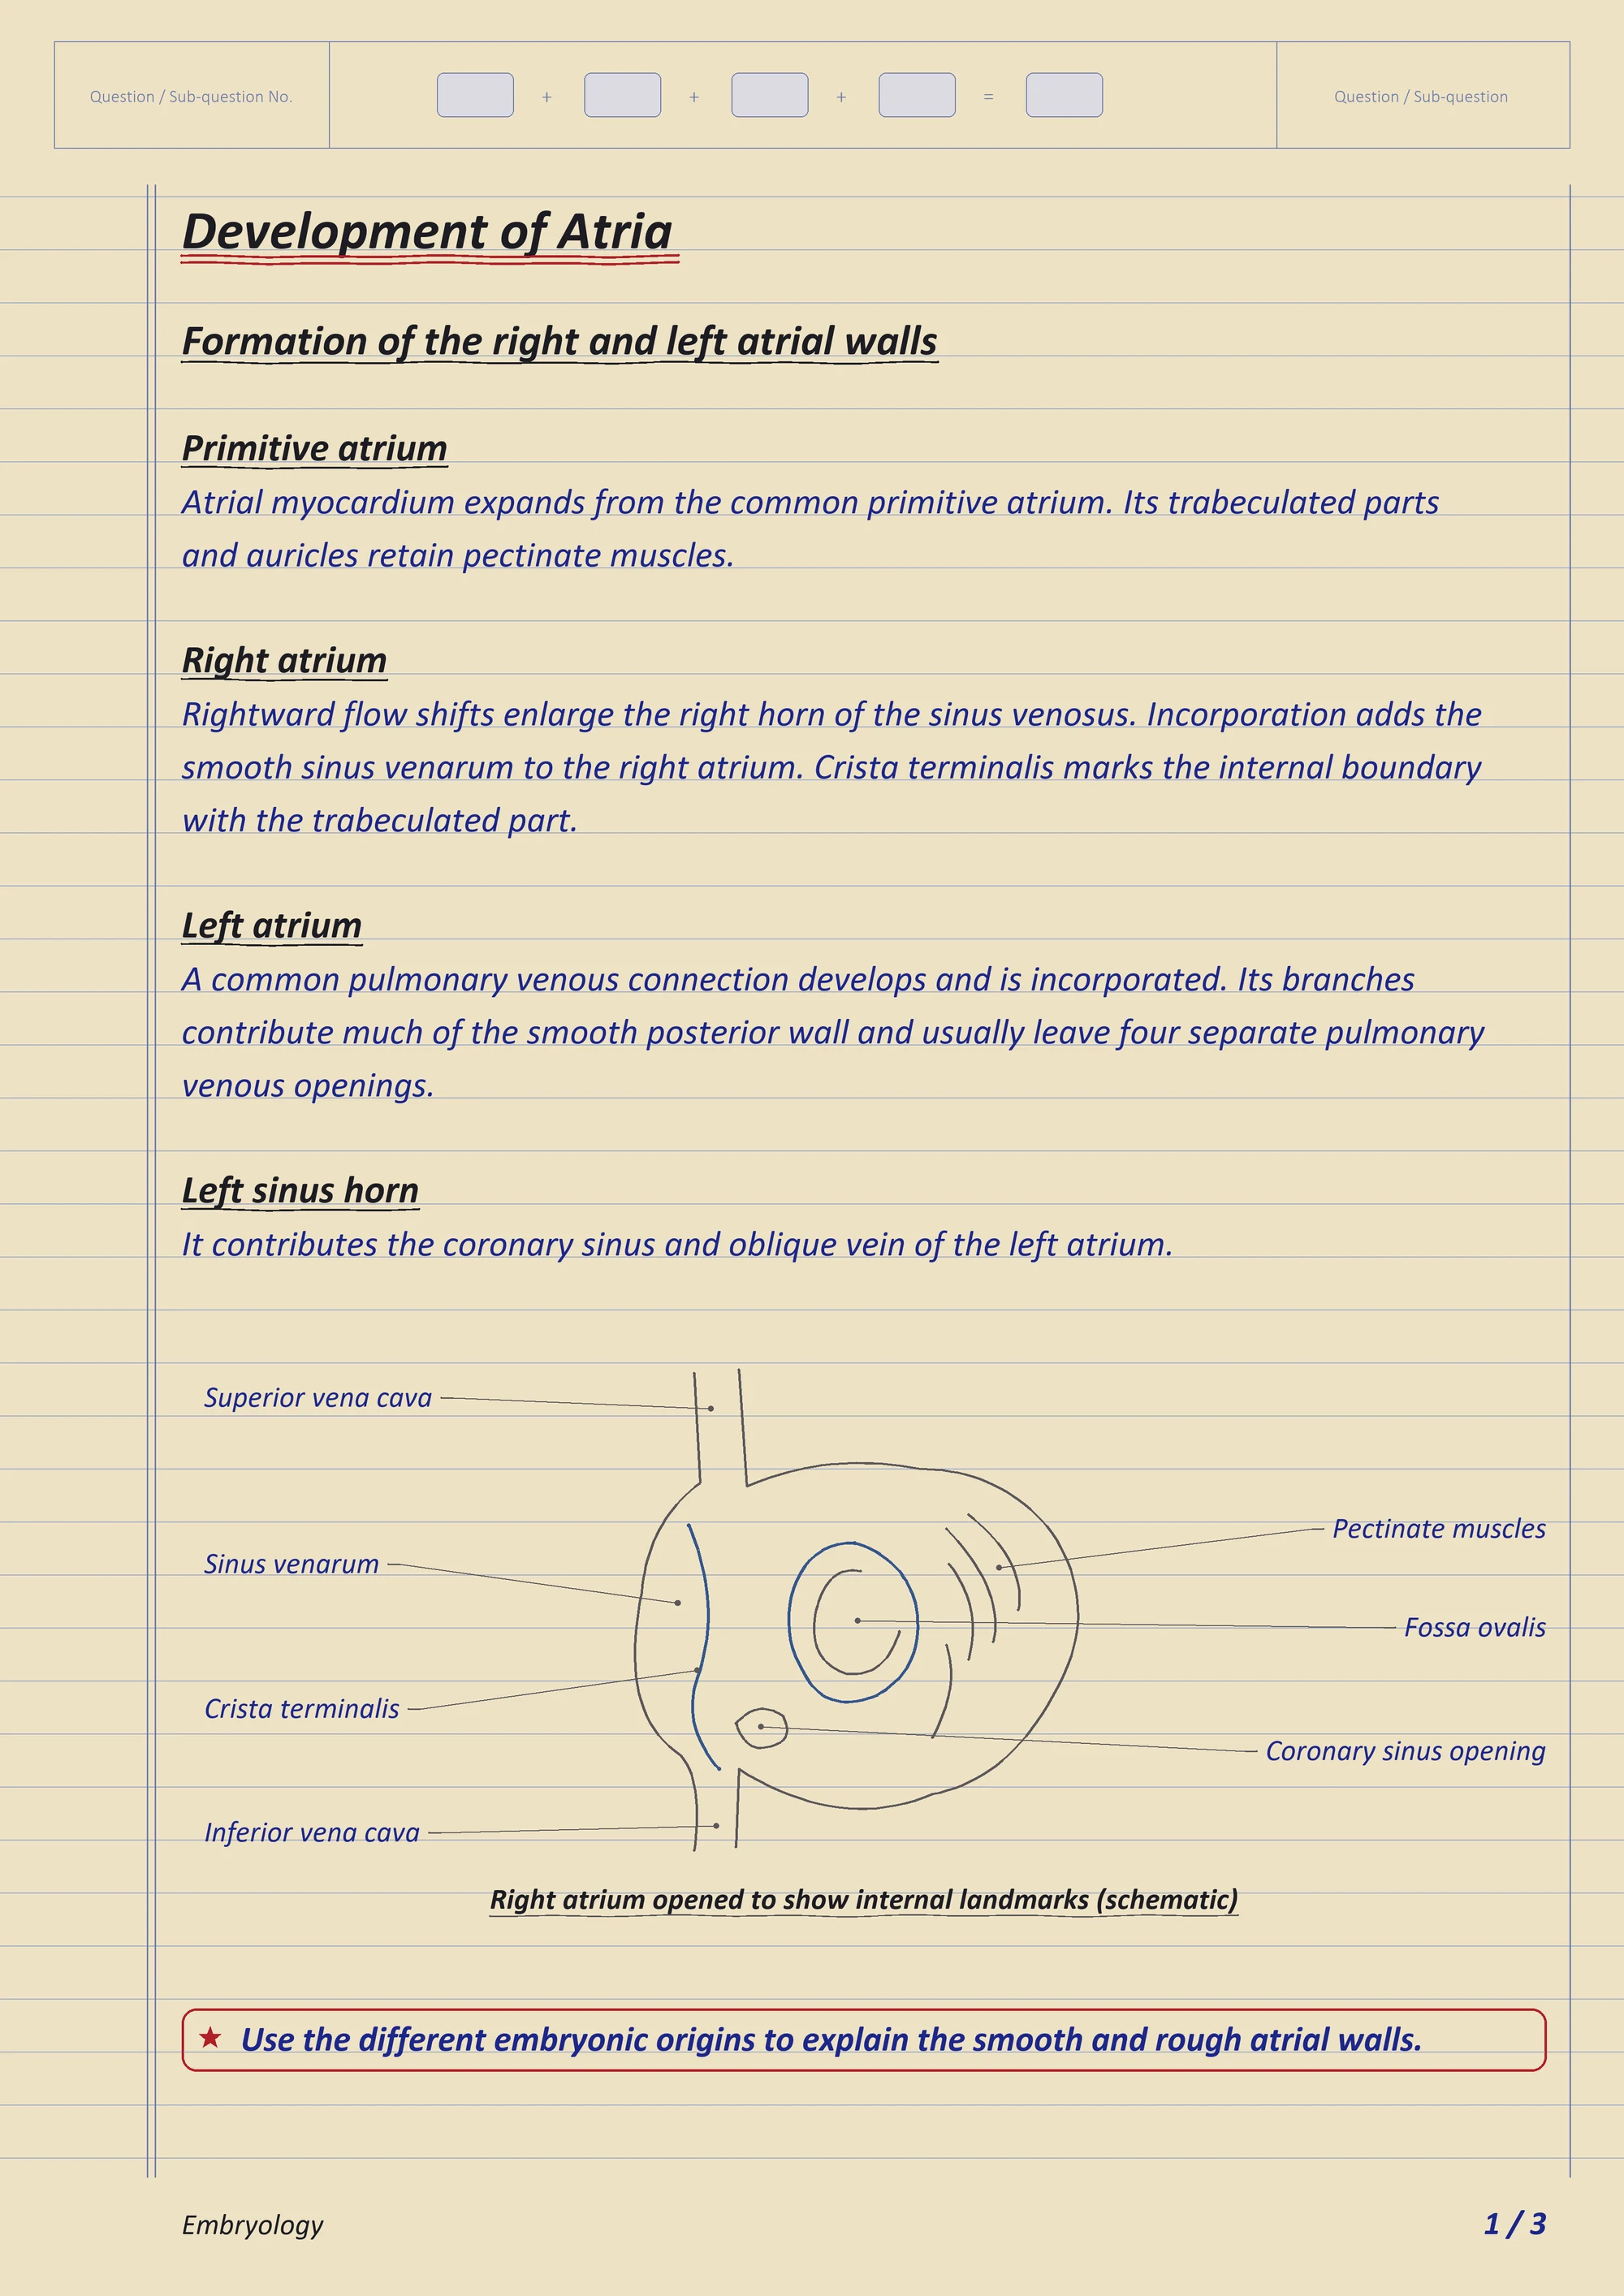 Question / Sub-question No.
+ + + =
Question / Sub-question
Development of Atria
Formation of the right and left atrial walls
Primitive atrium
Atrial myocardium expands from the common primitive atrium. Its trabeculated parts
and auricles retain pectinate muscles.
Right atrium
Rightward flow shifts enlarge the right horn of the sinus venosus. Incorporation adds the
smooth sinus venarum to the right atrium. Crista terminalis marks the internal boundary
with the trabeculated part.
Left atrium
A common pulmonary venous connection develops and is incorporated. Its branches
contribute much of the smooth posterior wall and usually leave four separate pulmonary
venous openings.
Left sinus horn
It contributes the coronary sinus and oblique vein of the left atrium.
Superior vena cava
Pectinate muscles
Sinus venarum
Fossa ovalis
Crista terminalis
Coronary sinus opening
Inferior vena cava
Right atrium opened to show internal landmarks (schematic)
★ Use the different embryonic origins to explain the smooth and rough atrial walls.
Embryology
1 / 3